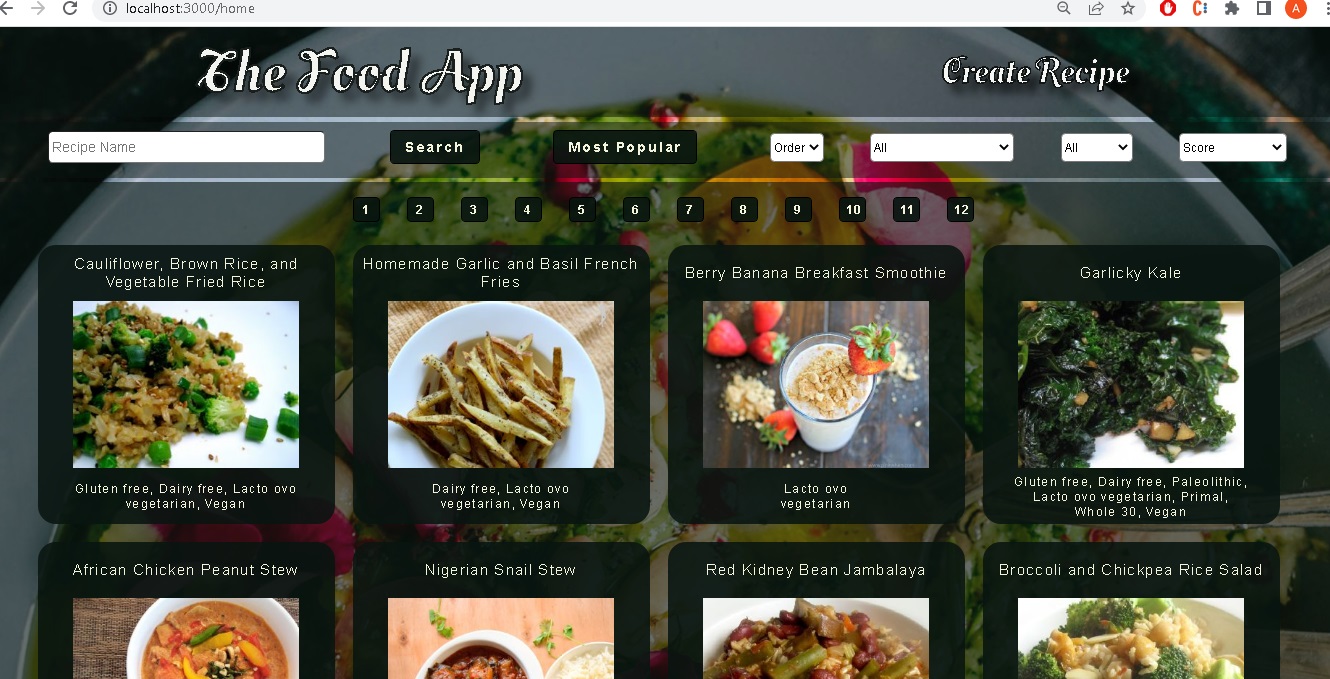 localhost:3000/home
A
The Food App
Create Recipe
Recipe Name
Search
Most Popular
Order
All
All
Score
1 2 3 4 5 6 7 8 9 10 11 12
Cauliflower, Brown Rice, and
Vegetable Fried Rice
Gluten free, Dairy free, Lacto ovo
vegetarian, Vegan
Homemade Garlic and Basil French
Fries
Dairy free, Lacto ovo
vegetarian, Vegan
Berry Banana Breakfast Smoothie
Lacto ovo
vegetarian
Garlicky Kale
Gluten free, Dairy free, Paleolithic,
Lacto ovo vegetarian, Primal,
Whole 30, Vegan
African Chicken Peanut Stew
Nigerian Snail Stew
Red Kidney Bean Jambalaya
Broccoli and Chickpea Rice Salad